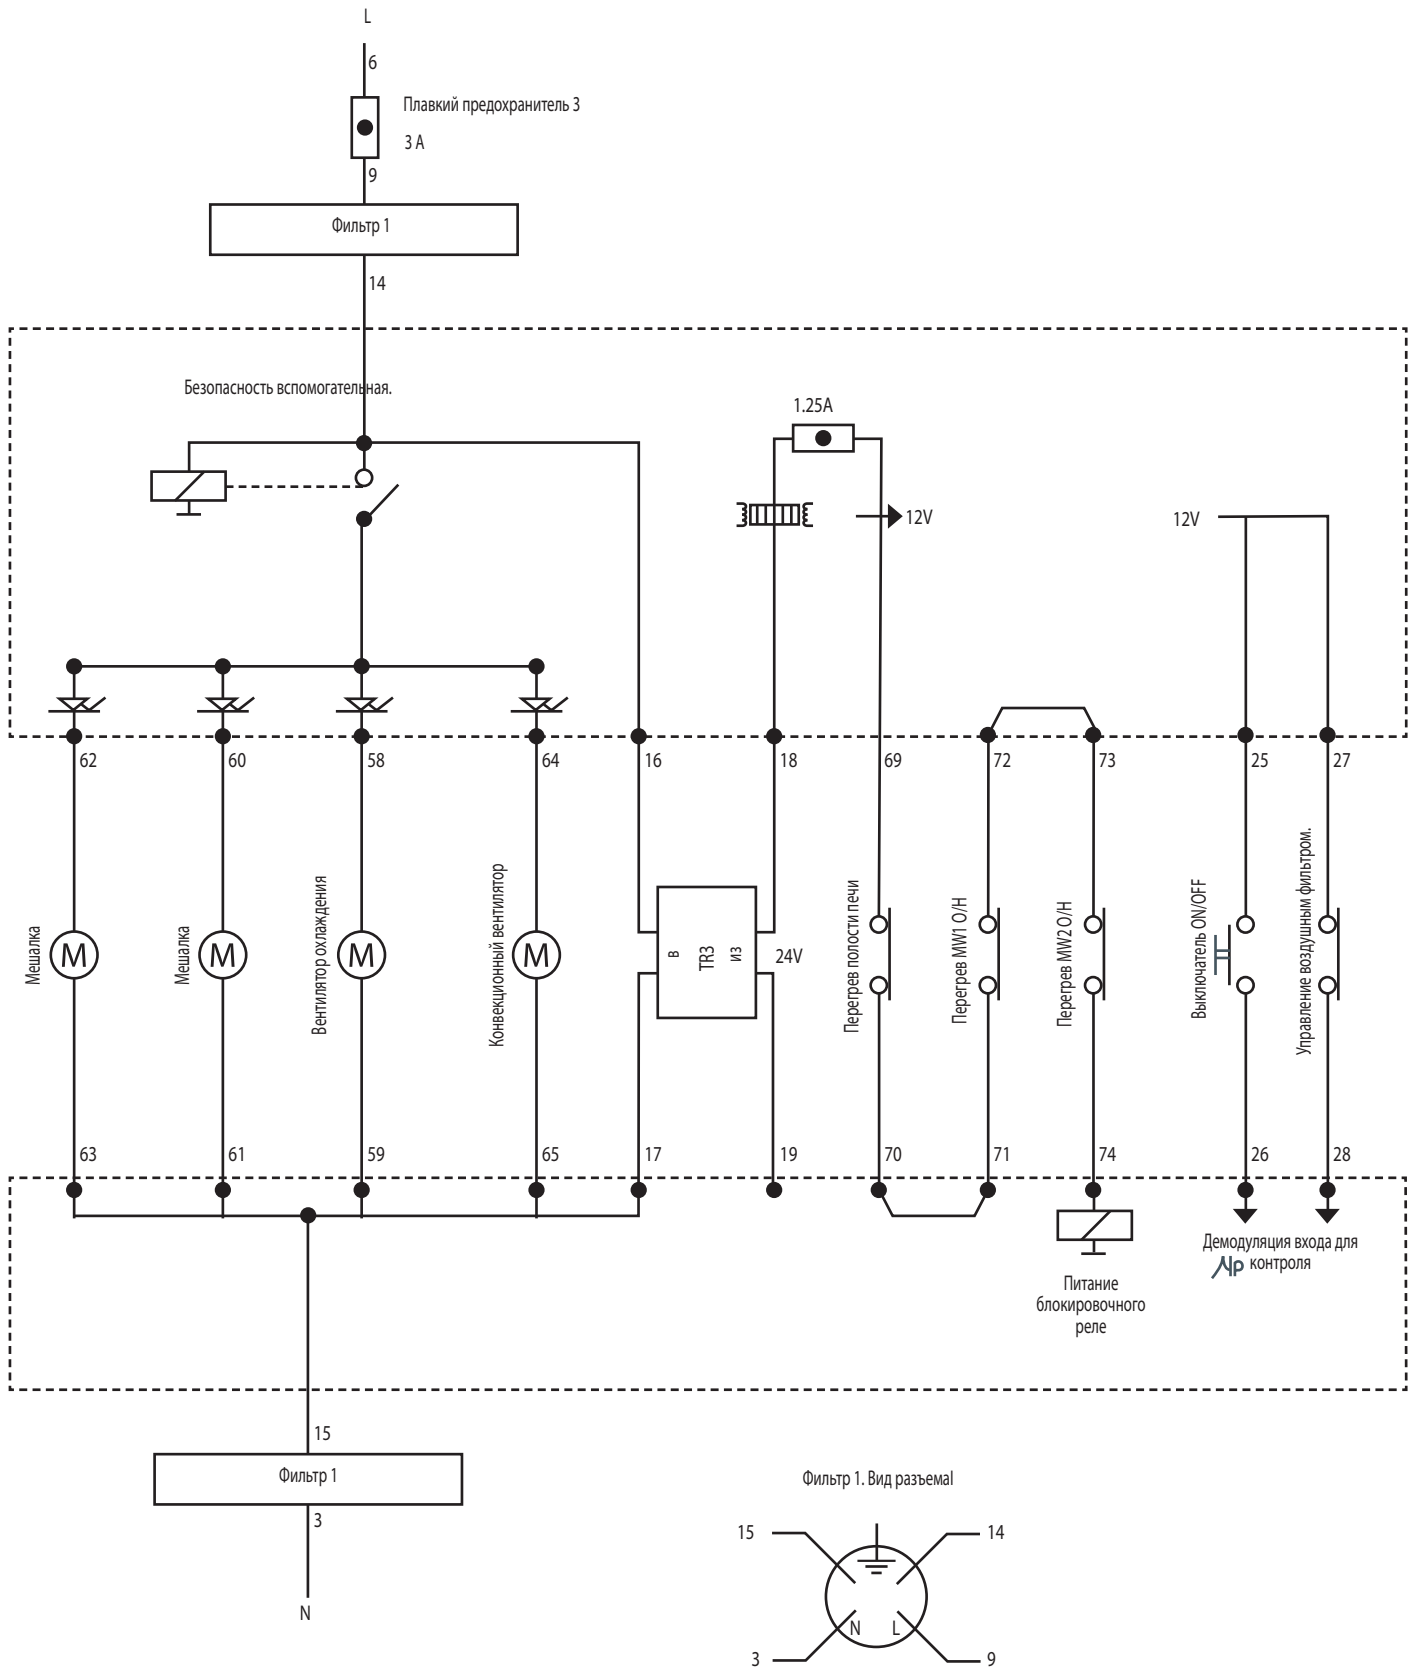 L
6
Плавкий предохранитель 3
3 A
9
Фильтр 1
14
Безопасность вспомогательная.
1.25A
12V
12V
62
60
58
64
16
18
69
72
73
25
27
Мешалка
M
Мешалка
M
Вентилятор охлаждения
M
Конвекционный вентилятор
M
в
TR3
из
24V
Перегрев полости печи
Перегрев MW1 O/H
Перегрев MW2 O/H
Выключатель ON/OFF
Управление воздушным фильтром.
63
61
59
65
17
19
70
71
74
26
28
Демодуляция входа для
μp контроля
Питание
блокировочного
реле
15
Фильтр 1
3
N
Фильтр 1. Вид разъемаl
15
14
N
L
3
9